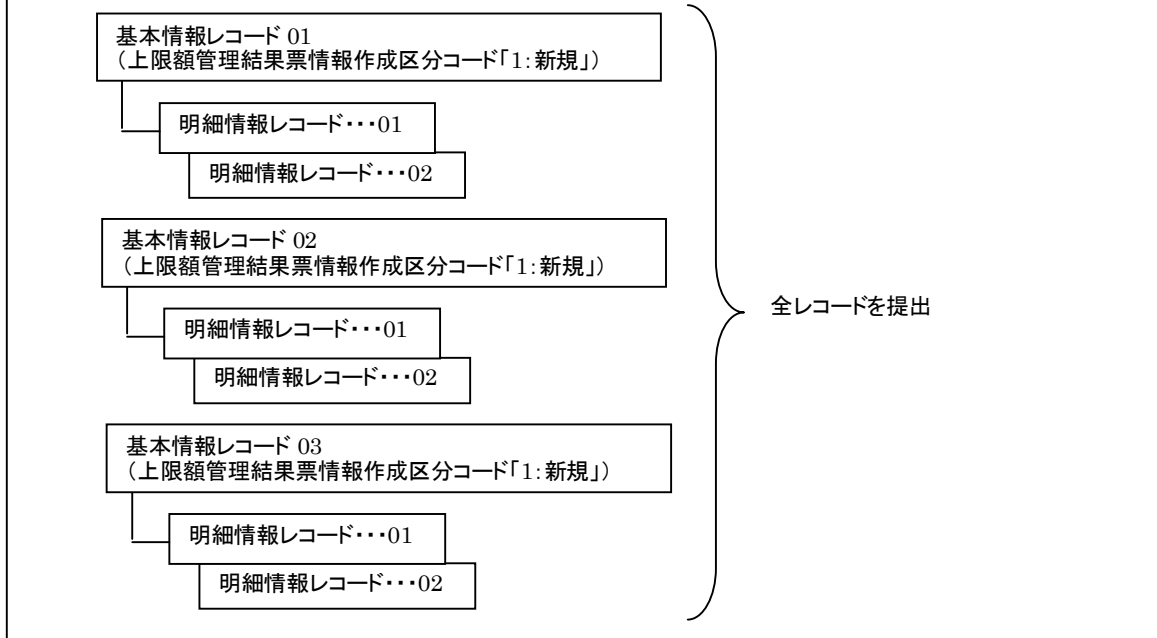 基本情報レコード 01
（上限額管理結果票情報作成区分コード「1:新規」）
明細情報レコード・・・01
明細情報レコード・・・02
基本情報レコード 02
（上限額管理結果票情報作成区分コード「1:新規」）
明細情報レコード・・・01
明細情報レコード・・・02
全レコードを提出
基本情報レコード 03
（上限額管理結果票情報作成区分コード「1:新規」）
明細情報レコード・・・01
明細情報レコード・・・02